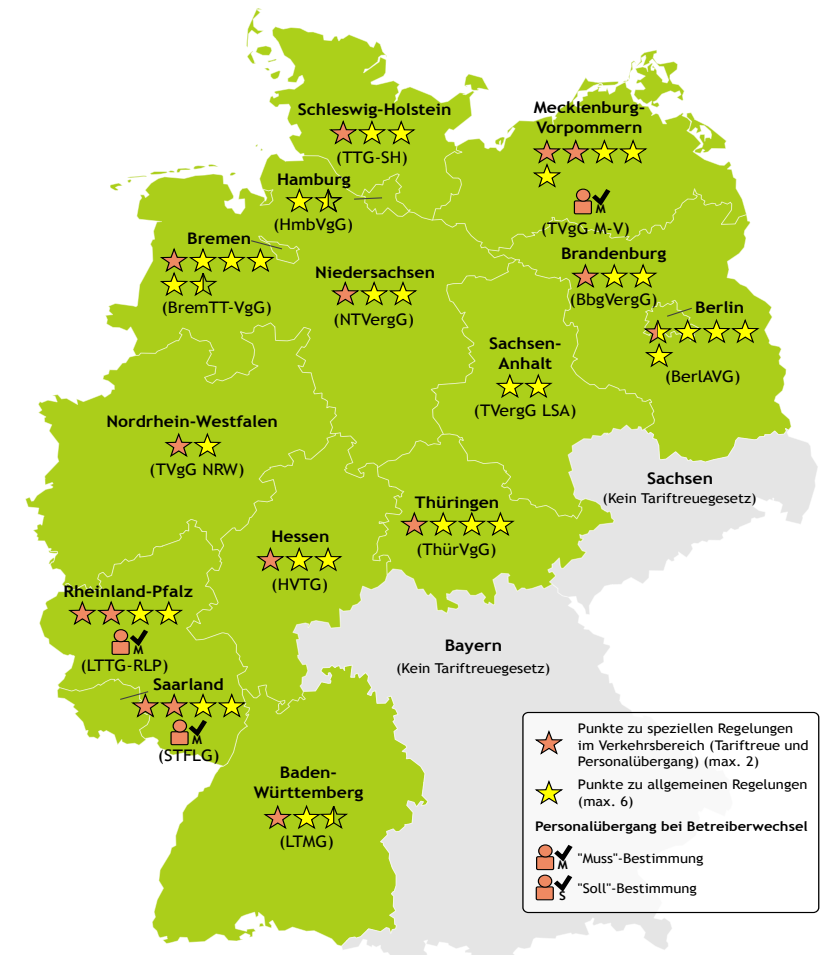 Schleswig-Holstein
(TTG-SH)
Mecklenburg-
Vorpommern
M
(TVgG M-V)
Hamburg
(HmbVgG)
Bremen
(BremTT-VgG)
Niedersachsen
(NTVergG)
Brandenburg
(BbgVergG)
Berlin
(BerlAVG)
Sachsen-
Anhalt
(TVergG LSA)
Nordrhein-Westfalen
(TVgG NRW)
Sachsen
(Kein Tariftreuegesetz)
Thüringen
(ThürVgG)
Hessen
(HVTG)
Rheinland-Pfalz
M
(LTTG-RLP)
Bayern
(Kein Tariftreuegesetz)
Saarland
M
(STFLG)
Baden-
Württemberg
(LTMG)
Punkte zu speziellen Regelungen
im Verkehrsbereich (Tariftreue und
Personalübergang) (max. 2)
Punkte zu allgemeinen Regelungen
(max. 6)
Personalübergang bei Betreiberwechsel
M "Muss"-Bestimmung
S "Soll"-Bestimmung